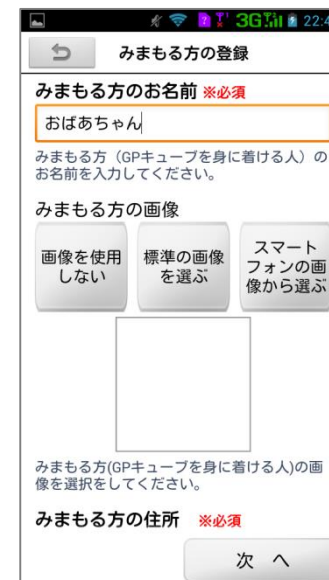 3G 22:4
みまもる方の登録
みまもる方のお名前 ※必須
おばあちゃん
みまもる方（GPキューブを身に着ける人）の
お名前を入力してください。
みまもる方の画像
画像を使用
しない
標準の画像
を選ぶ
スマート
フォンの画
像から選ぶ
みまもる方(GPキューブを身に着ける人)の画
像を選択をしてください。
みまもる方の住所 ※必須
次 へ